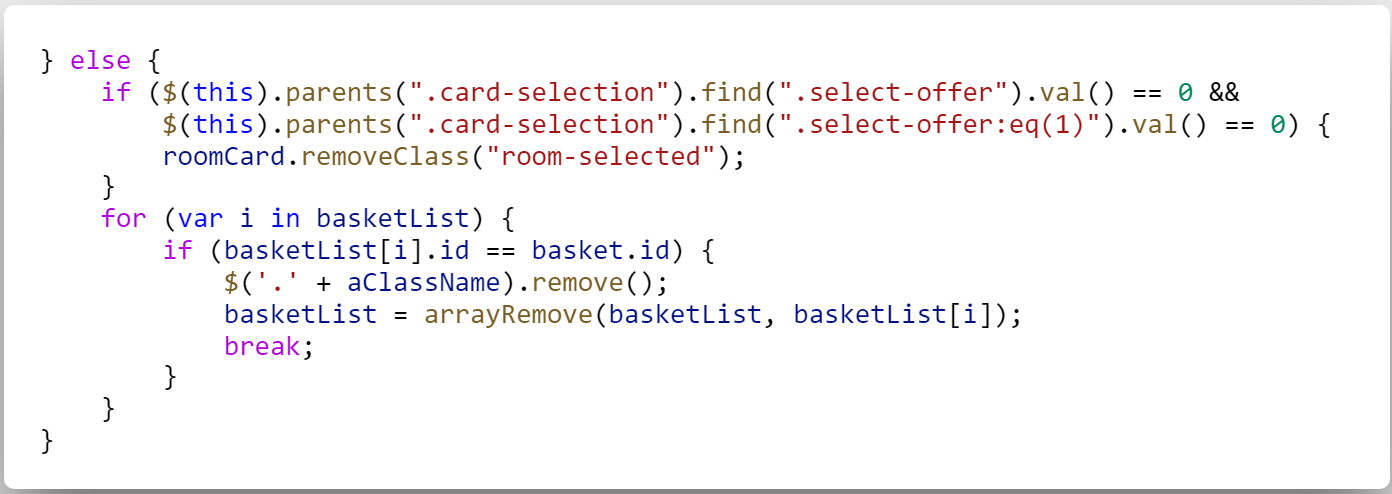 } else {
    if ($(this).parents(".card-selection").find(".select-offer").val() == 0 &&
        $(this).parents(".card-selection").find(".select-offer:eq(1)").val() == 0) {
        roomCard.removeClass("room-selected");
    }
    for (var i in basketList) {
        if (basketList[i].id == basket.id) {
            $('.' + aClassName).remove();
            basketList = arrayRemove(basketList, basketList[i]);
            break;
        }
    }
}